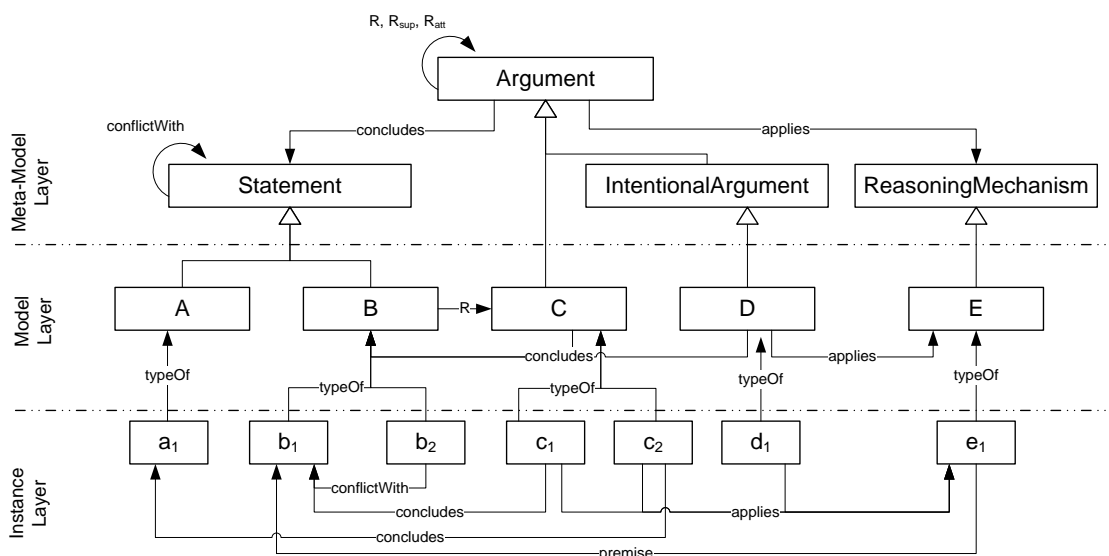 R, Rsup, Ratt
Argument
conflictWith
concludes
applies
Meta-Model
Layer
Statement
IntentionalArgument
ReasoningMechanism
Model
Layer
A
B
R
C
D
E
concludes
applies
typeOf
typeOf
typeOf
typeOf
typeOf
Instance
Layer
a1
b1
b2
c1
c2
d1
e1
conflictWith
concludes
applies
concludes
premise